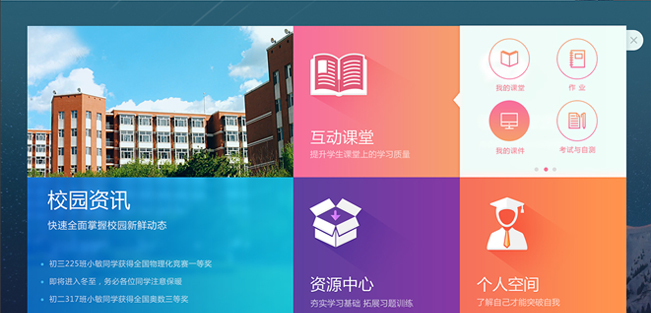 我的课堂
作 业
互动课堂
提升学生课堂上的学习质量
我的课件
考试与自测
校园资讯
快速全面掌握校园新鲜动态
初三225班小敏同学获得全国物理化竞赛一等奖
即将进入冬至，务必各位同学注意保暖
初二317班小敏同学获得全国奥数三等奖
资源中心
夯实学习基础 拓展习题训练
个人空间
了解自己才能突破自我